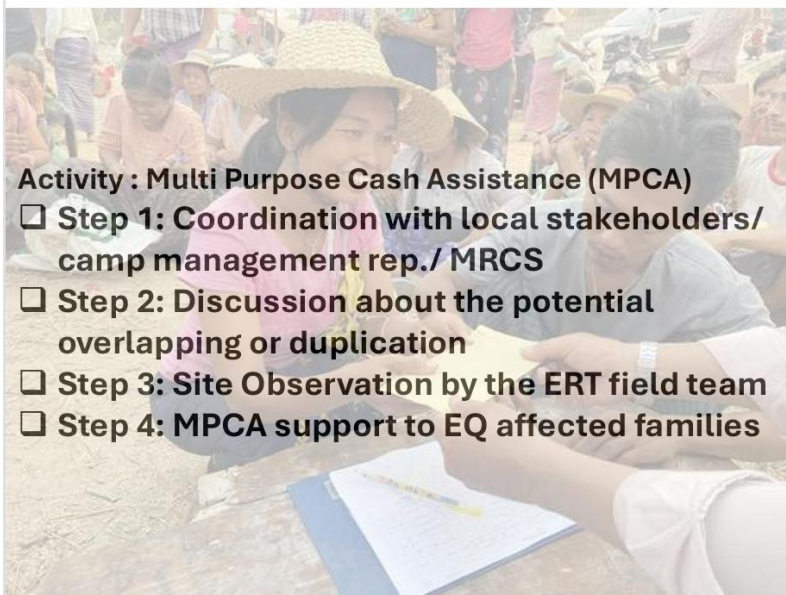 Activity : Multi Purpose Cash Assistance (MPCA)
❑ Step 1: Coordination with local stakeholders/
camp management rep./ MRCS
❑ Step 2: Discussion about the potential
overlapping or duplication
❑ Step 3: Site Observation by the ERT field team
❑ Step 4: MPCA support to EQ affected families